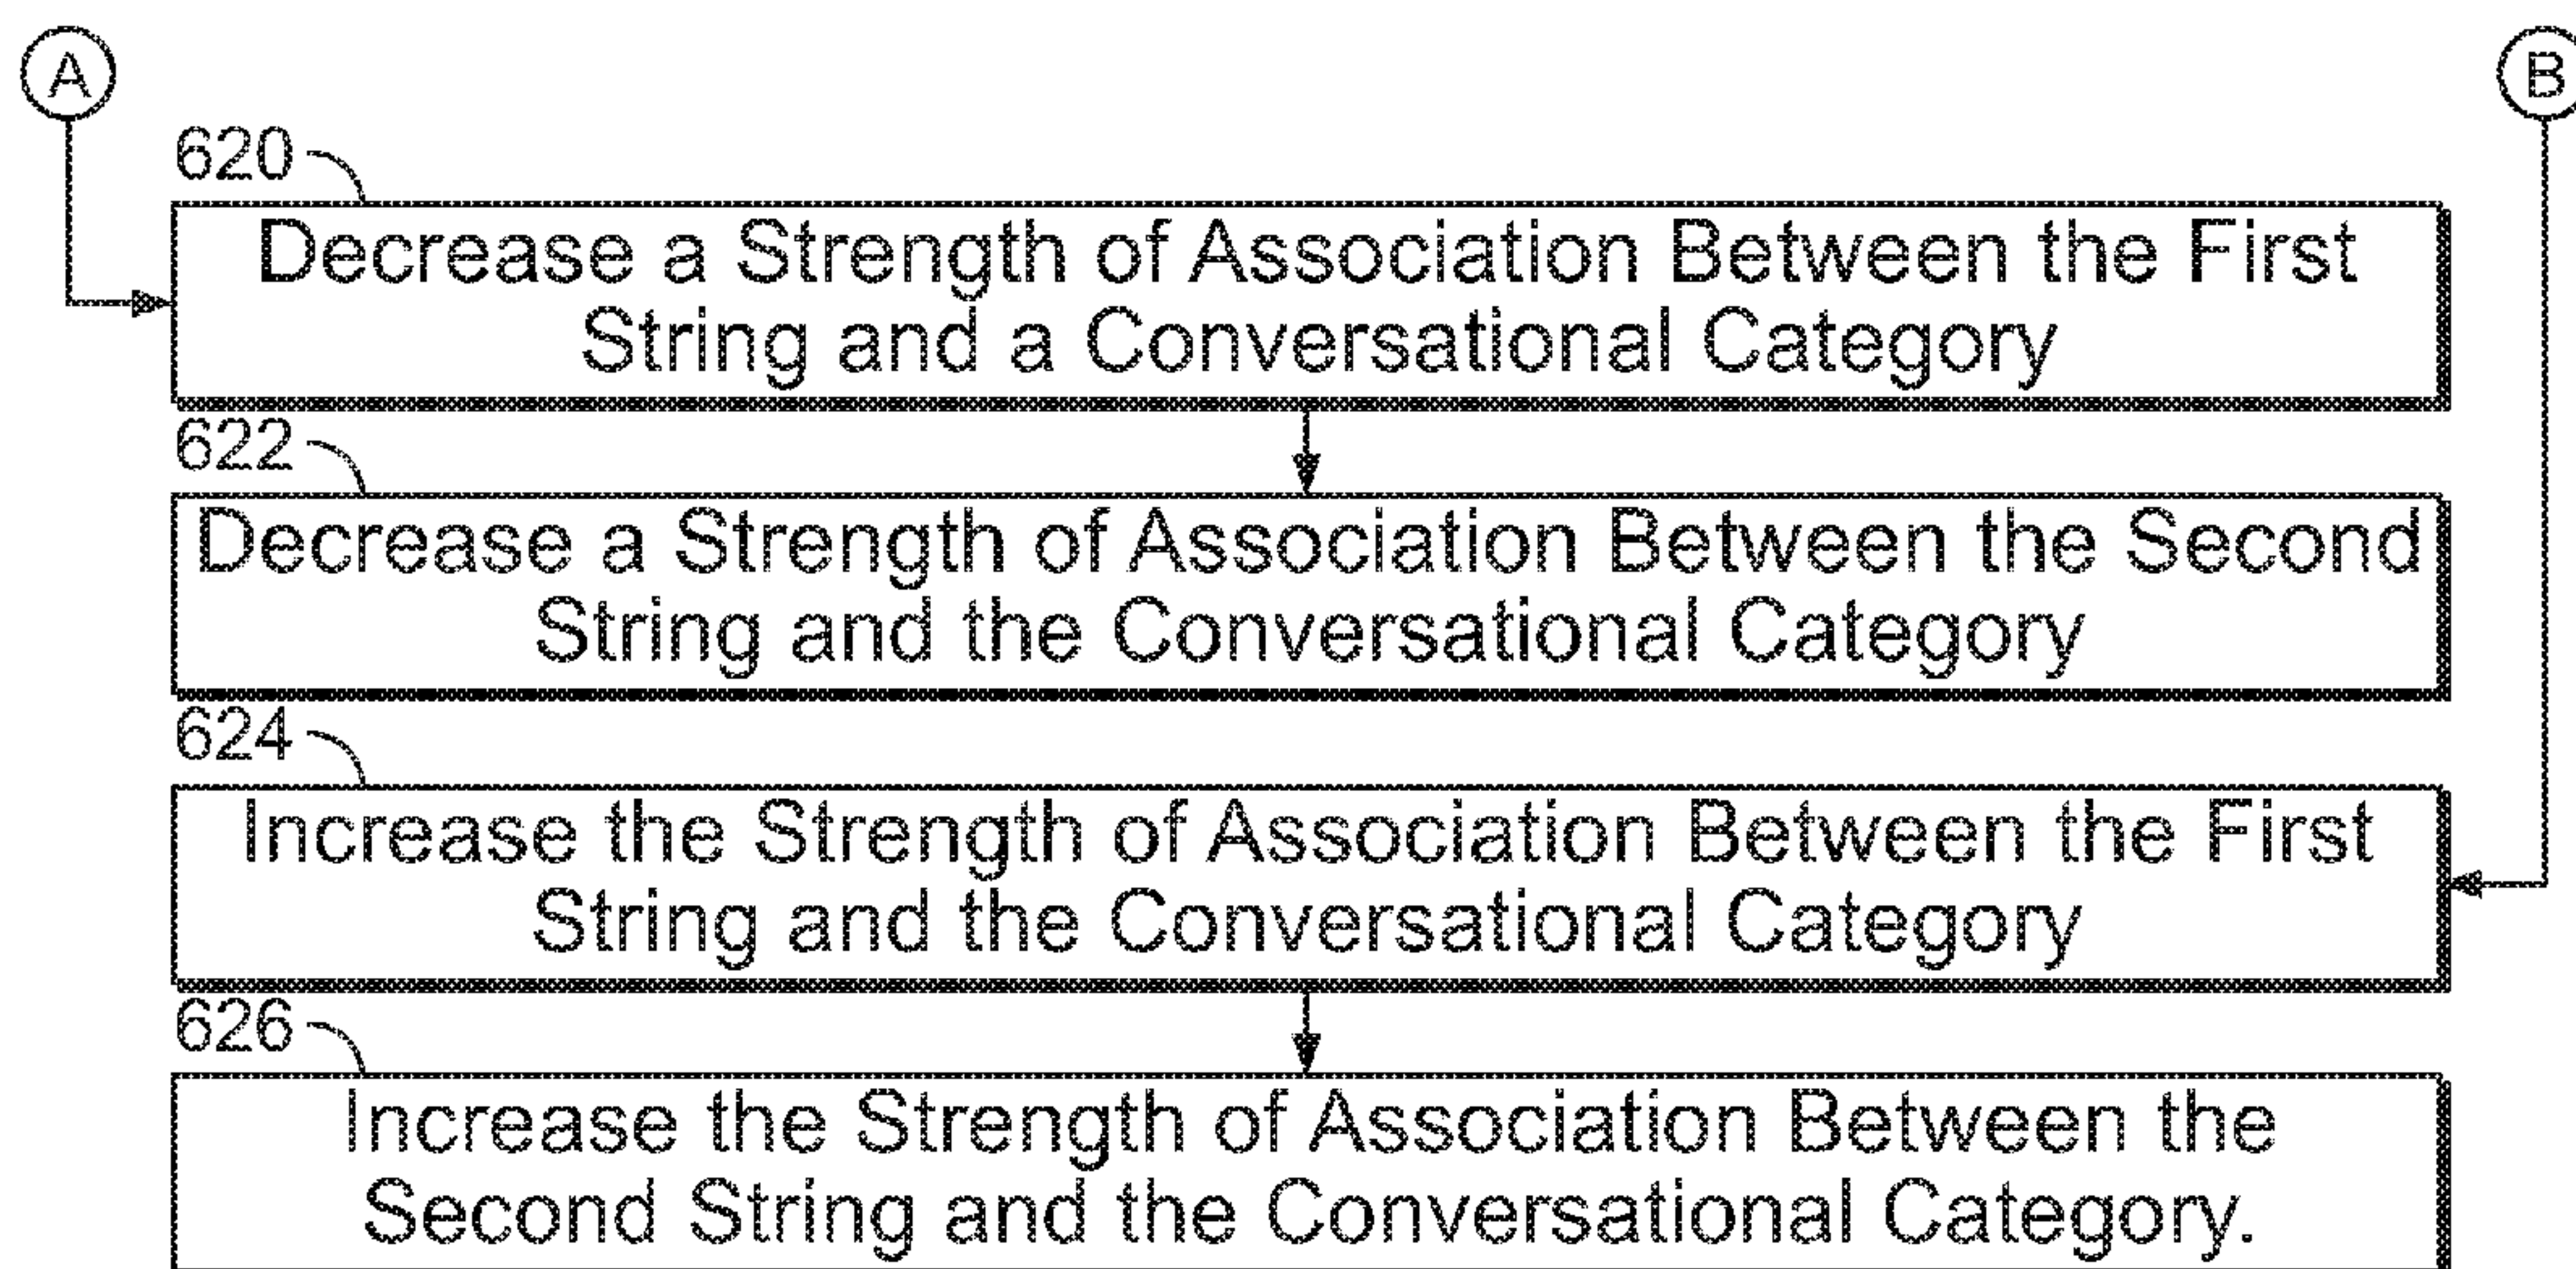 A
B
620
Decrease a Strength of Association Between the First
String and a Conversational Category
622
Decrease a Strength of Association Between the Second
String and the Conversational Category
624
Increase the Strength of Association Between the First
String and the Conversational Category
626
Increase the Strength of Association Between the
Second String and the Conversational Category.